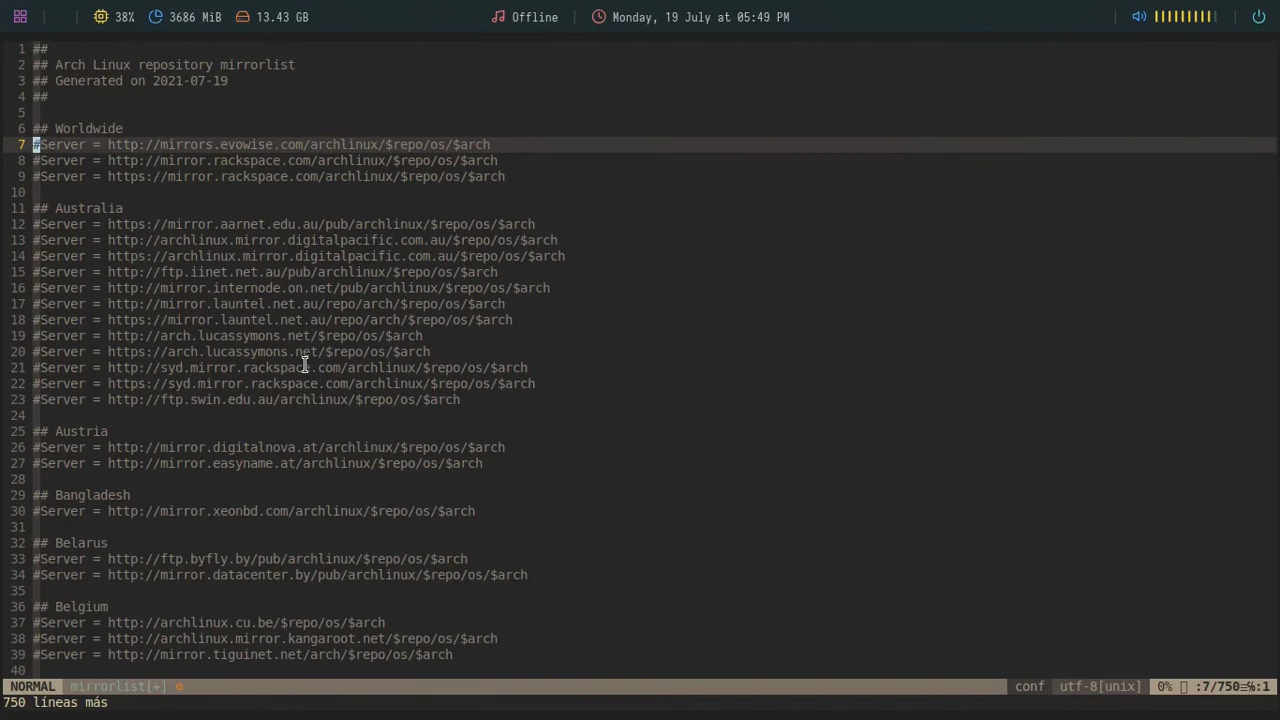 38% 3686 MiB 13.43 GB Offline Monday, 19 July at 05:49 PM
1 ##
2 ## Arch Linux repository mirrorlist
3 ## Generated on 2021-07-19
4 ##
5
6 ## Worldwide
7 #Server = http://mirrors.evowise.com/archlinux/$repo/os/$arch
8 #Server = http://mirror.rackspace.com/archlinux/$repo/os/$arch
9 #Server = https://mirror.rackspace.com/archlinux/$repo/os/$arch
10
11 ## Australia
12 #Server = https://mirror.aarnet.edu.au/pub/archlinux/$repo/os/$arch
13 #Server = http://archlinux.mirror.digitalpacific.com.au/$repo/os/$arch
14 #Server = https://archlinux.mirror.digitalpacific.com.au/$repo/os/$arch
15 #Server = http://ftp.iinet.net.au/pub/archlinux/$repo/os/$arch
16 #Server = http://mirror.internode.on.net/pub/archlinux/$repo/os/$arch
17 #Server = http://mirror.launtel.net.au/repo/arch/$repo/os/$arch
18 #Server = https://mirror.launtel.net.au/repo/arch/$repo/os/$arch
19 #Server = http://arch.lucassymons.net/$repo/os/$arch
20 #Server = https://arch.lucassymons.net/$repo/os/$arch
21 #Server = http://syd.mirror.rackspace.com/archlinux/$repo/os/$arch
22 #Server = https://syd.mirror.rackspace.com/archlinux/$repo/os/$arch
23 #Server = http://ftp.swin.edu.au/archlinux/$repo/os/$arch
24
25 ## Austria
26 #Server = http://mirror.digitalnova.at/archlinux/$repo/os/$arch
27 #Server = http://mirror.easyname.at/archlinux/$repo/os/$arch
28
29 ## Bangladesh
30 #Server = http://mirror.xeonbd.com/archlinux/$repo/os/$arch
31
32 ## Belarus
33 #Server = http://ftp.byfly.by/pub/archlinux/$repo/os/$arch
34 #Server = http://mirror.datacenter.by/pub/archlinux/$repo/os/$arch
35
36 ## Belgium
37 #Server = http://archlinux.cu.be/$repo/os/$arch
38 #Server = http://archlinux.mirror.kangaroot.net/$repo/os/$arch
39 #Server = http://mirror.tiguinet.net/arch/$repo/os/$arch
40
NORMAL mirrorlist[+] conf utf-8[unix] 0% :7/750≡℅:1
750 líneas más